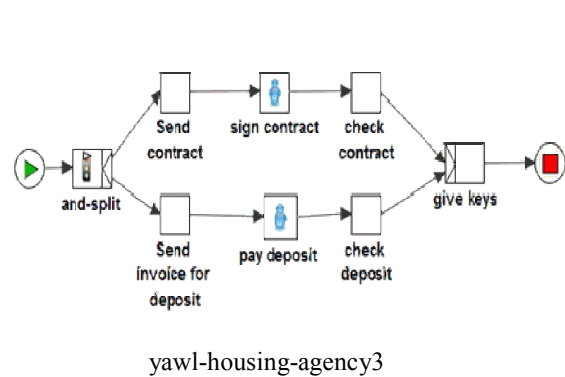 Send
contract
sign contract
check
contract
and-split
give keys
Send
invoice for
deposit
pay deposit
check
deposit
yawl-housing-agency3